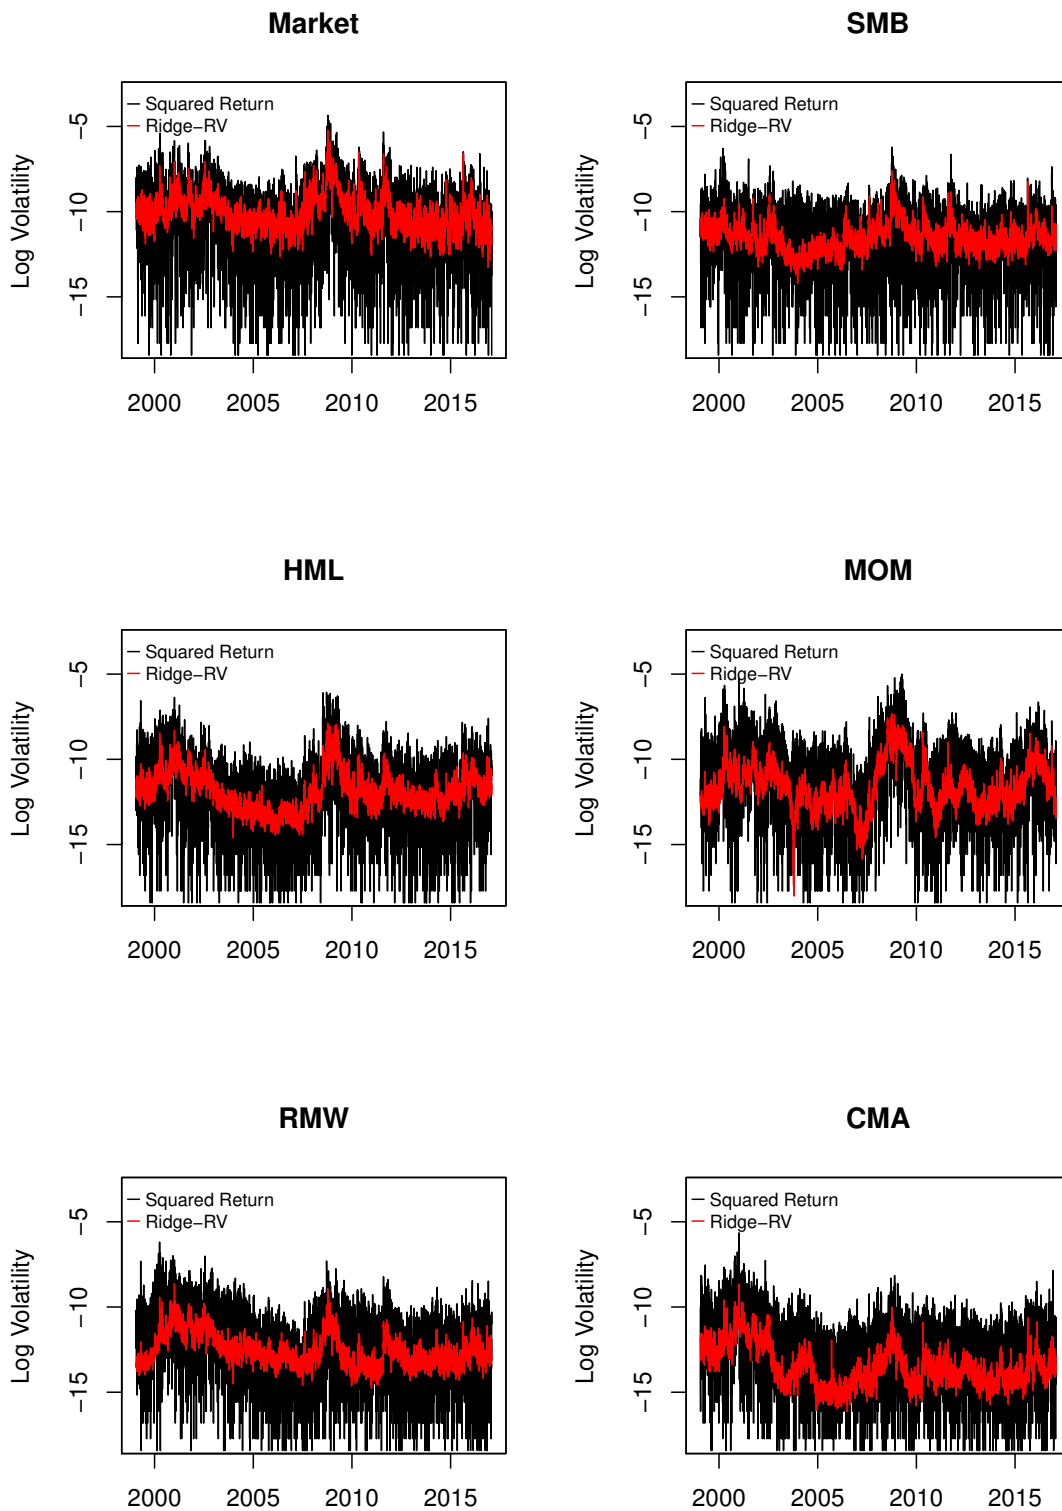 Market
Squared Return
Ridge−RV
Log Volatility
−5
−10
−15
2000 2005 2010 2015
SMB
Squared Return
Ridge−RV
Log Volatility
−5
−10
−15
2000 2005 2010 2015
HML
Squared Return
Ridge−RV
Log Volatility
−5
−10
−15
2000 2005 2010 2015
MOM
Squared Return
Ridge−RV
Log Volatility
−5
−10
−15
2000 2005 2010 2015
RMW
Squared Return
Ridge−RV
Log Volatility
−5
−10
−15
2000 2005 2010 2015
CMA
Squared Return
Ridge−RV
Log Volatility
−5
−10
−15
2000 2005 2010 2015